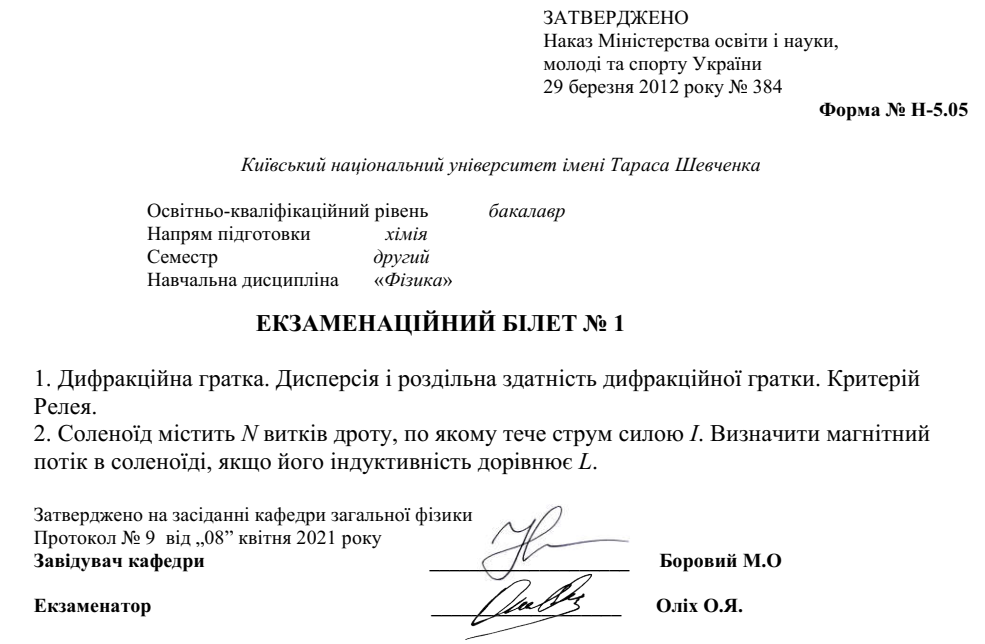 ЗАТВЕРДЖЕНО
Наказ Міністерства освіти і науки,
молоді та спорту України
29 березня 2012 року № 384
Форма № Н-5.05
Київський національний університет імені Тараса Шевченка
Освітньо-кваліфікаційний рівень бакалавр
Напрям підготовки хімія
Семестр другий
Навчальна дисципліна «Фізика»
ЕКЗАМЕНАЦІЙНИЙ БІЛЕТ № 1
1. Дифракційна гратка. Дисперсія і роздільна здатність дифракційної гратки. Критерій
Релея.
2. Соленоїд містить N витків дроту, по якому тече струм силою I. Визначити магнітний
потік в соленоїді, якщо його індуктивність дорівнює L.
Затверджено на засіданні кафедри загальної фізики
Протокол № 9 від „08” квітня 2021 року
Завідувач кафедри Боровий М.О
Екзаменатор Оліх О.Я.